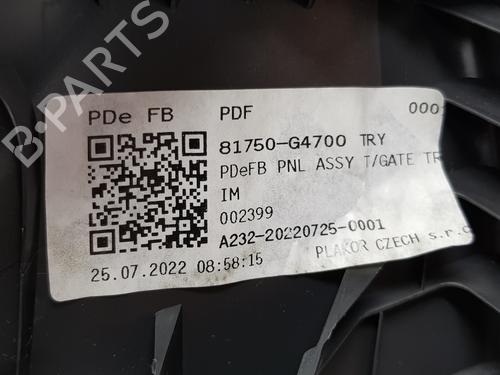 PDe FB PDF 000
81750-G4700 TRY
PDeFB PNL ASSY T/GATE TR
IM
002399
A232-20220725-0001
25.07.2022 08:58:15 PLAKOR CZECH s.r.o
B-PARTS